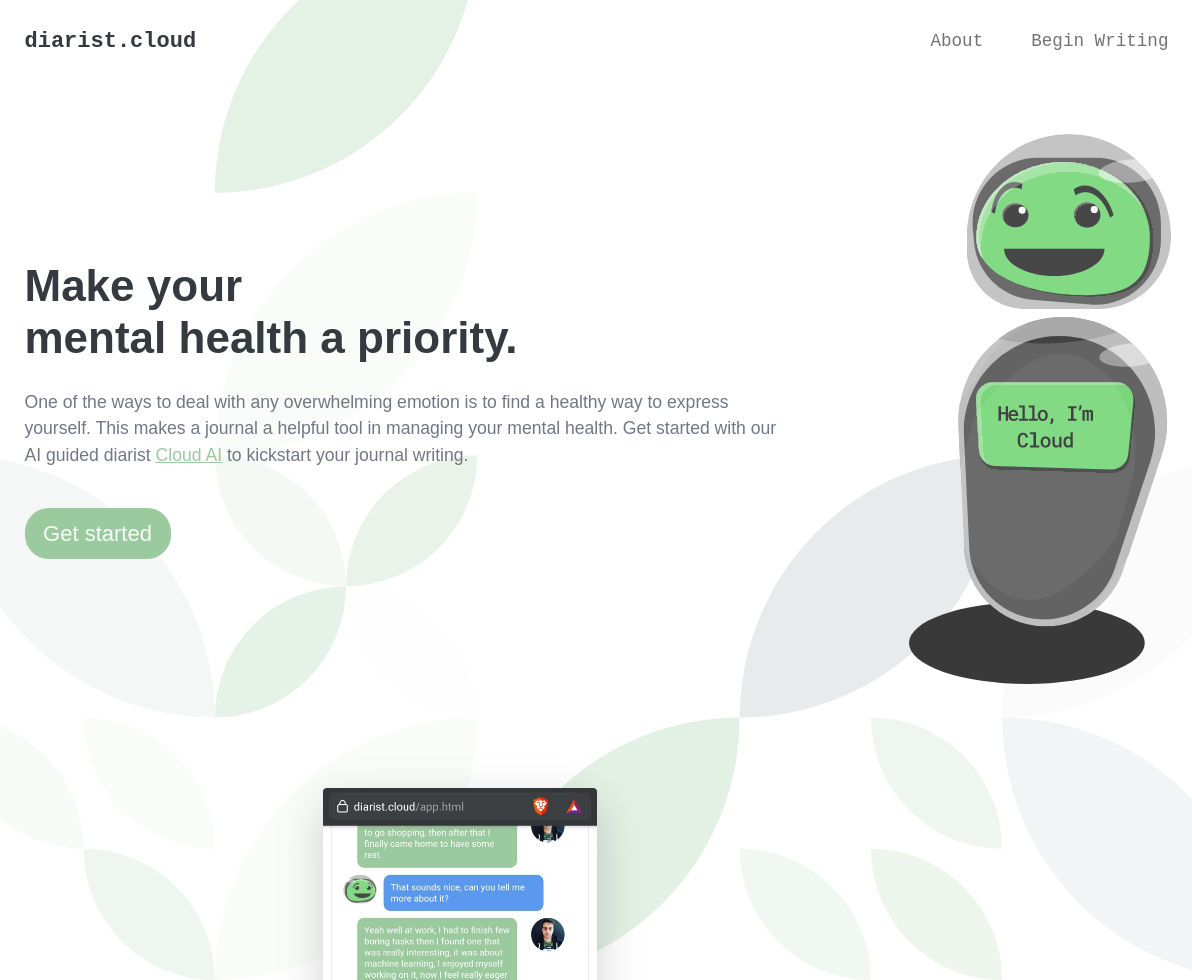 diarist.cloud
About
Begin Writing
Make your
mental health a priority.
One of the ways to deal with any overwhelming emotion is to find a healthy way to express
yourself. This makes a journal a helpful tool in managing your mental health. Get started with our
AI guided diarist Cloud AI to kickstart your journal writing.
Get started
Hello, I'm
Cloud
diarist.cloud/app.html
to go shopping, then after that I
finally came home to have some
rest.
That sounds nice, can you tell me
more about it?
Yeah well at work, I had to finish few
boring tasks then I found one that
was really interesting, it was about
machine learning, I enjoyed myself
working on it, now I feel really eager